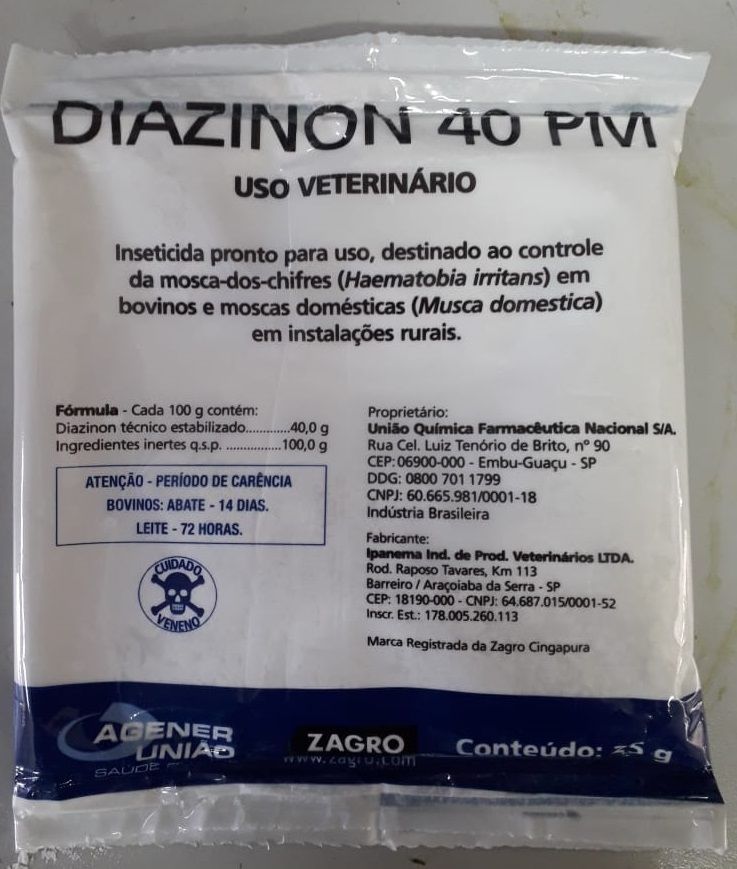 DIAZINON 40 PM
USO VETERINÁRIO
Inseticida pronto para uso, destinado ao controle
da mosca-dos-chifres (Haematobia irritans) em
bovinos e moscas domésticas (Musca domestica)
em instalações rurais.
Fórmula - Cada 100 g contém:
Diazinon técnico estabilizado.............40,0 g
Ingredientes inertes q.s.p. ................100,0 g
ATENÇÃO - PERÍODO DE CARÊNCIA
BOVINOS: ABATE - 14 DIAS.
LEITE - 72 HORAS.
CUIDADO
VENENO
Proprietário:
União Química Farmacêutica Nacional S/A.
Rua Cel. Luiz Tenório de Brito, nº 90
CEP: 06900-000 - Embu-Guaçu - SP
DDG: 0800 701 1799
CNPJ: 60.665.981/0001-18
Indústria Brasileira
Fabricante:
Ipanema Ind. de Prod. Veterinários LTDA.
Rod. Raposo Tavares, Km 113
Barreiro / Araçoiaba da Serra - SP
CEP: 18190-000 - CNPJ: 64.687.015/0001-52
Inscr. Est.: 178.005.260.113
Marca Registrada da Zagro Cingapura
AGENER
UNIÃO
SAÚDE
ZAGRO
www.zagro.com
Conteúdo: g